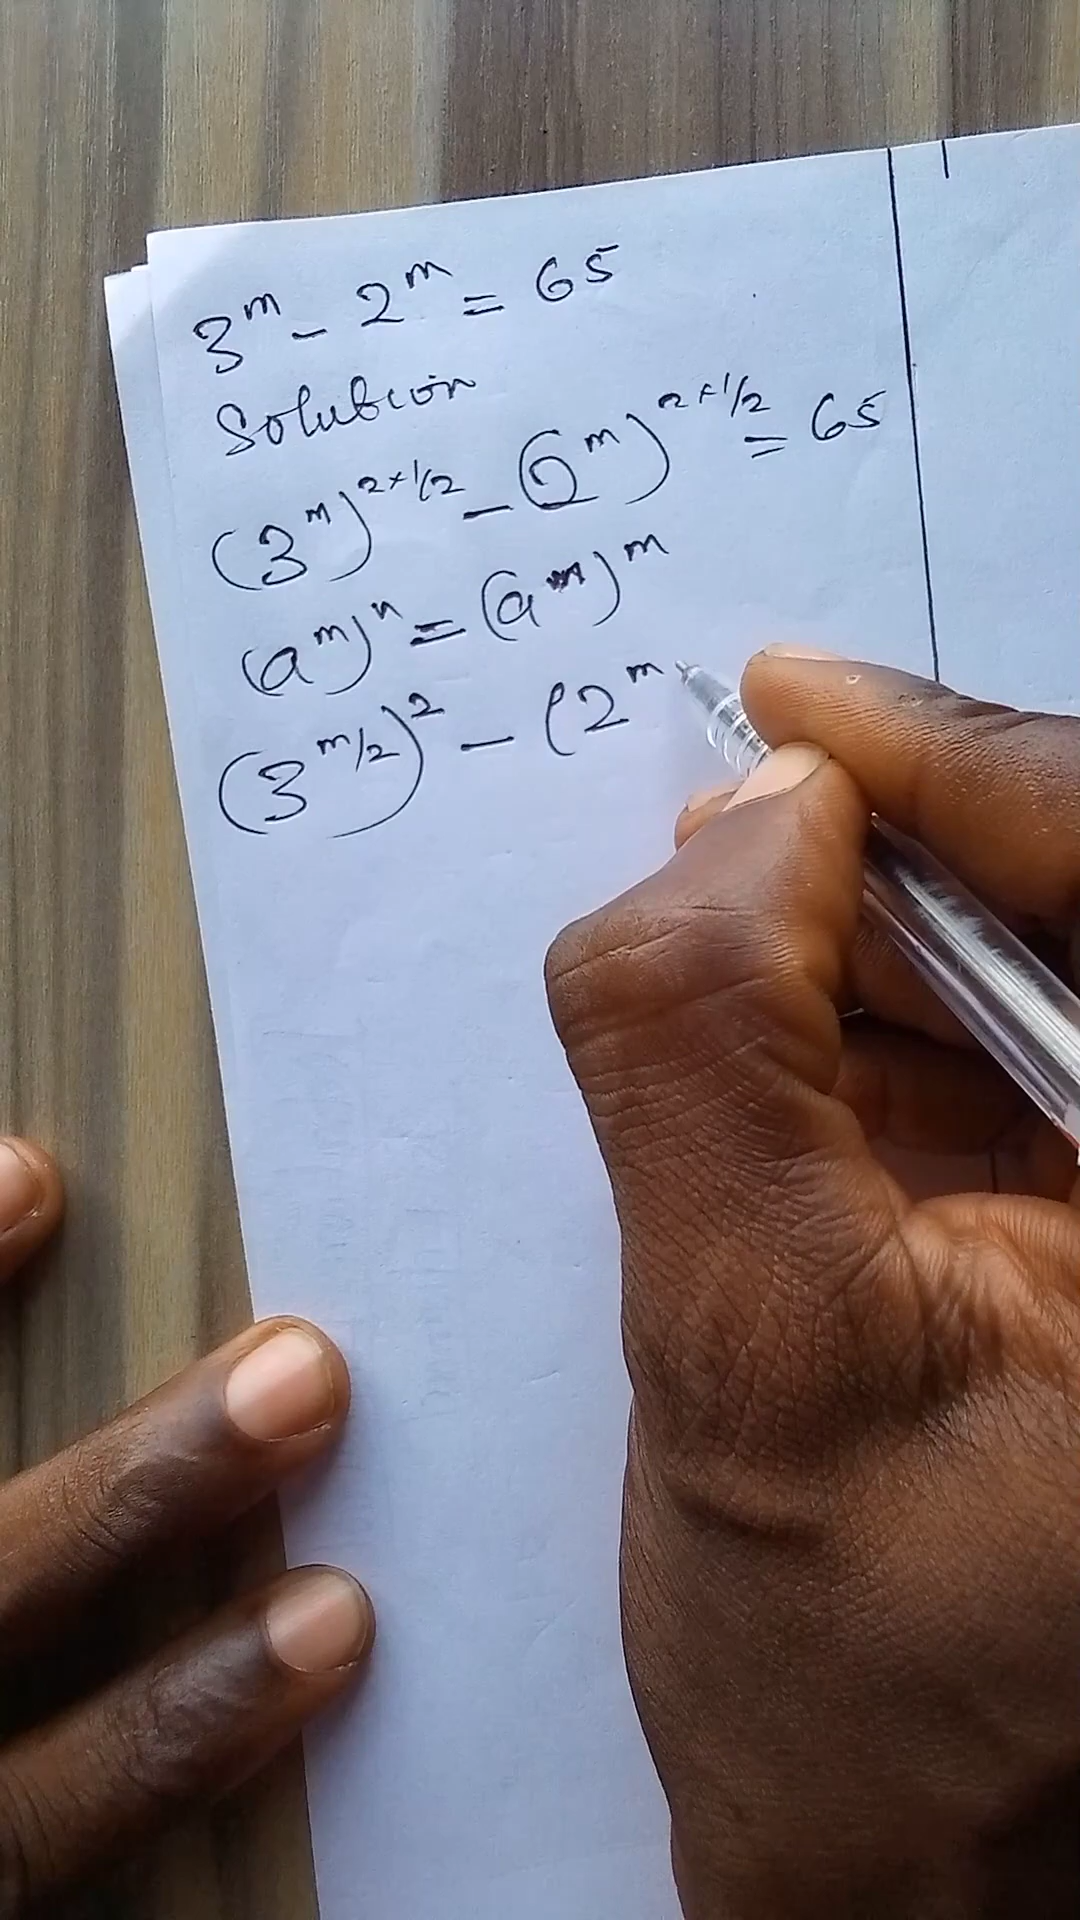 3^m - 2^m = 65
Solution
(3^m)^2×1/2 - (2^m)^2×1/2 = 65
(a^m)^n = (a^m)^m
(3^m/2)^2 - (2^m